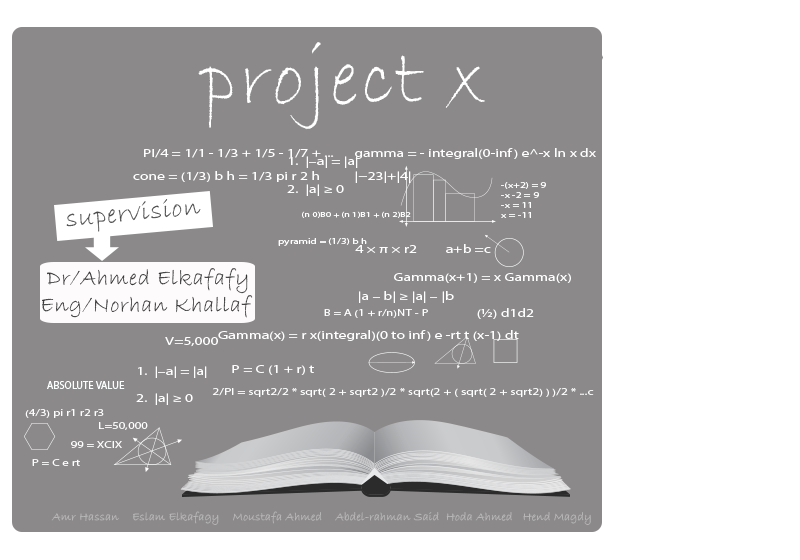 project x
PI/4 = 1/1 - 1/3 + 1/5 - 1/7 + ...
gamma = - integral(0-inf) e^-x ln x dx
1. |–a| = |a|
cone = (1/3) b h = 1/3 pi r 2 h
|−23|+|4|
2. |a| ≥ 0
-(x+2) = 9
-x -2 = 9
-x = 11
x = -11
supervision
(n 0)B0 + (n 1)B1 + (n 2)B2
pyramid = (1/3) b h
4 × π × r2
a+b =c
Dr/Ahmed Elkafafy
Eng/Norhan Khallaf
Gamma(x+1) = x Gamma(x)
|a – b| ≥ |a| – |b
B = A (1 + r/n)NT - P
(½) d1d2
V=5,000
Gamma(x) = r x(integral)(0 to inf) e -rt t (x-1) dt
1. |–a| = |a|
P = C (1 + r) t
ABSOLUTE VALUE
2. |a| ≥ 0
2/PI = sqrt2/2 * sqrt( 2 + sqrt2 )/2 * sqrt(2 + ( sqrt( 2 + sqrt2) ) )/2 * ...c
(4/3) pi r1 r2 r3
L=50,000
99 = XCIX
P = C e rt
Amr Hassan Eslam Elkafagy Moustafa Ahmed Abdel-rahman Said Hoda Ahmed Hend Magdy